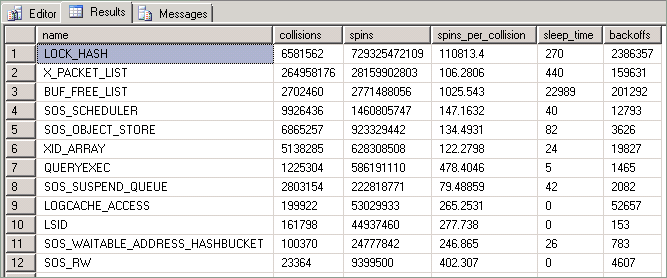 Editor Results Messages
name collisions spins spins_per_collision sleep_time backoffs
1 LOCK_HASH 6581562 729325472109 110813.4 270 2386357
2 X_PACKET_LIST 264958176 28159902803 106.2806 440 159631
3 BUF_FREE_LIST 2702460 2771488056 1025.543 22989 201292
4 SOS_SCHEDULER 9926436 1460805747 147.1632 40 12793
5 SOS_OBJECT_STORE 6865257 923329442 134.4931 82 3626
6 XID_ARRAY 5138285 628308508 122.2798 24 19827
7 QUERYEXEC 1225304 586191110 478.4046 5 1465
8 SOS_SUSPEND_QUEUE 2803154 222818771 79.48859 42 2082
9 LOGCACHE_ACCESS 199922 53029933 265.2531 0 52657
10 LSID 161798 44937460 277.738 0 153
11 SOS_WAITABLE_ADDRESS_HASHBUCKET 100370 24777842 246.865 26 783
12 SOS_RW 23364 9399500 402.307 0 4607